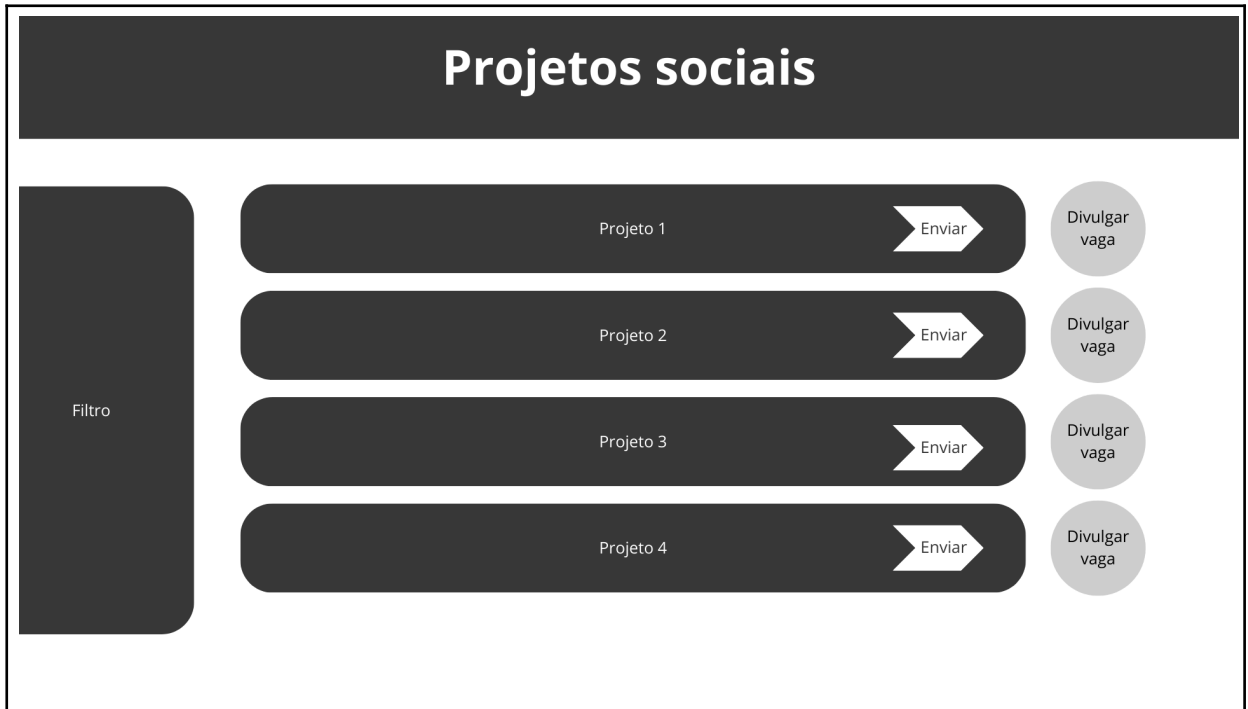 Projetos sociais
Filtro
Projeto 1
Enviar
Divulgar
vaga
Projeto 2
Enviar
Divulgar
vaga
Projeto 3
Enviar
Divulgar
vaga
Projeto 4
Enviar
Divulgar
vaga